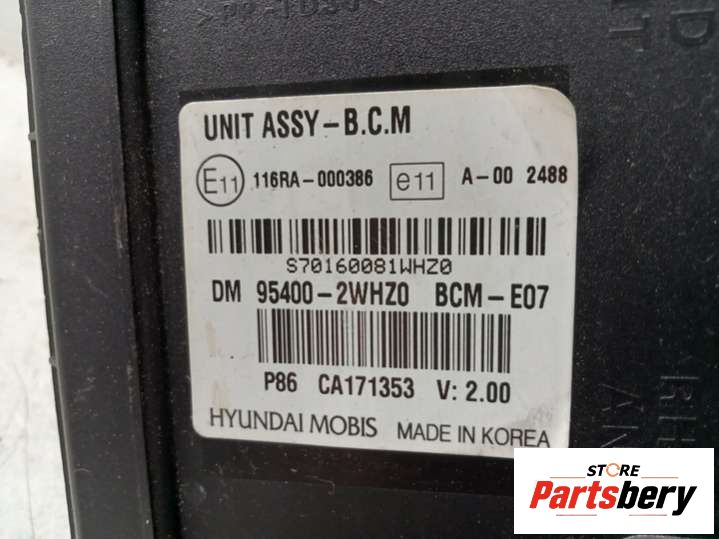 UNIT ASSY-B.C.M
E11 116RA-000386 e11 A-00 2488
S70160081WHZ0
DM 95400-2WHZ0 BCM-E07
P86 CA171353 V: 2.00
HYUNDAI MOBIS MADE IN KOREA
STORE
Partsbery